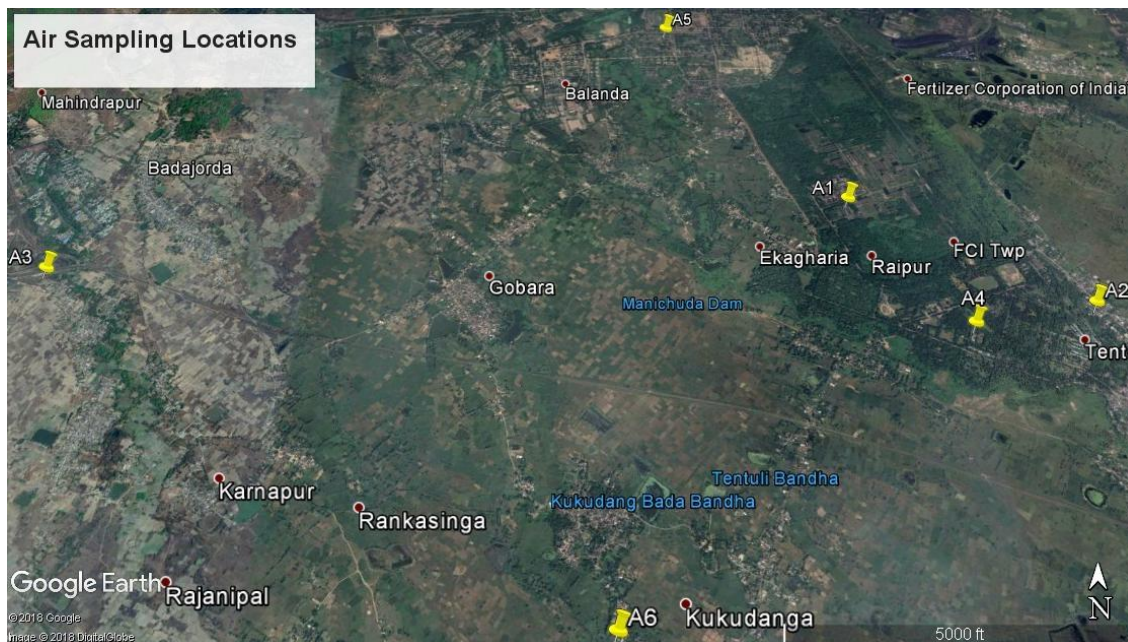 Air Sampling Locations
A5
Balanda
Fertilzer Corporation of India
Mahindrapur
Badajorda
A1
A3
Ekagharia
FCI Twp
Raipur
Gobara
A2
Manichuda Dam
A4
Tent
Karnapur
Tentuli Bandha
Kukudang Bada Bandha
Rankasinga
Google Earth
Rajanipal
A6
Kukudanga
N
©2018 Google
Image © 2018 DigitalGlobe
5000 ft